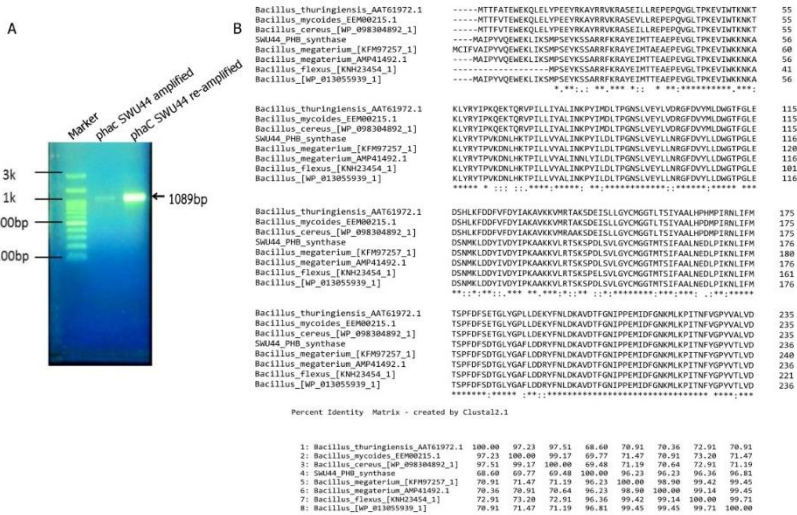 A
B
Marker
phac SWU44 amplified
phaC SWU44 re-amplified
3k
1k
00bp
00bp
1089bp
Bacillus_thuringiensis_AAT61972.1 -----MTTFATEWEKQLELYPEEYRKAYRRVKRASEILLREPEPQVGLTPKEVIWTKNKT 55
Bacillus_mycoides_EEM00215.1 -----MTTFVTEWEKQLELYPEEYRKAYRRVKRASEILLREPEPQVGLTPKEVIWTKNKT 55
Bacillus_cereus_[WP_098304892_1] -----MTTFVTEWEKQLELYPEEYRKAYRRVKRASEILLREPEPQVGLTPKEVIWTKNKT 55
SWU44_PHB_synthase ----MAIPYVQEWEKLIKSMPSEYKSSARRFKRAYEIMTTEAEPEVGLTPKEVIWKKNKA 56
Bacillus_megaterium_[KFM97257_1] MCIFVAIPYVQEWEKLIKSMPSEYKSSARRFKRAYEIMTAEAEPEVGLTPKEVIWKKNKA 60
Bacillus_megaterium_AMP41492.1 ----MAIPYVQEWEKLIKSMPSEYKSSARRFKRAYEIMTTEAEPEVGLTPKEVIWKKNKA 56
Bacillus_flexus_[KNH23454_1] -------------------MPSEYKSSARRFKRAYEIMTTEAEPEVGLTPKEVIWKKNKA 41
Bacillus_[WP_013055939_1] ----MAIPYVQEWEKLIKSMPSEYKSSARRFKRAYEIMTTEAEPEVGLTPKEVIWKKNKA 56
Bacillus_thuringiensis_AAT61972.1 KLYRYIPKQEKTQRVPILLIYALINKPYIMDLTPGNSLVEYLVDRGFDVYMLDWGTFGLE 115
Bacillus_mycoides_EEM00215.1 KLYRYIPKQEKTQRVPILLIYALINKPYIMDLTPGNSLVEYLVDRGFDVYMLDWGTFGLE 115
Bacillus_cereus_[WP_098304892_1] KLYRYIPKQEKTQRVPILLIYALINKPYIMDLTPGNSLVEYLVDRGFDVYMLDWGTFGLE 115
SWU44_PHB_synthase KLYRYTPVKDNLHKTPILLVYALINKPYIMDLTPGNSLVEYLLNRGFDVYLLDWGTPGLE 116
Bacillus_megaterium_[KFM97257_1] KLYRYTPVKDNLHKTPILLVYALINKPYIMDLTPGNSLVEYLLNRGFDVYLLDWGTPGLE 120
Bacillus_megaterium_AMP41492.1 KLYRYTPVKDNLHKTPILLVYALINNPYIMDLTPGNSLVEYLLNRGFDVYLLDWGTPGLE 116
Bacillus_flexus_[KNH23454_1] KLYRYTPVKDNLHKTPILLVYALINKPYIMDLTPGNSLVEYLLNRGFDVYLLDWGTPGLE 101
Bacillus_[WP_013055939_1] KLYRYTPVKDNLHKTPILLVYALINKPYIMDLTPGNSLVEYLLNRGFDVYLLDWGTPGLE 116
Bacillus_thuringiensis_AAT61972.1 DSHLKFDDFVFDYIAKAVKKVMRTAKSDEISLLGYCMGGTLTSIYAALHPHMPIRNLIFM 175
Bacillus_mycoides_EEM00215.1 DSHLKFDDFVFDYIAKAVKKVMRTAKSDEISLLGYCMGGTLTSIYAALHPDMPIRNLIFM 175
Bacillus_cereus_[WP_098304892_1] DSHLKFDDFVFDYIAKAVKKVMRAAKSDEISLLGYCMGGTLTSIYAALHPDMPIRNLIFM 175
SWU44_PHB_synthase DSNMKLDDYIVDYIPKAAKKVLRTSKSPDLSVLGYCMGGTMTSIFAALNEDLPIKNLIFM 176
Bacillus_megaterium_[KFM97257_1] DSNMKLDDYIVDYIPKAAKKVLRTSKSPDLSVLGYCMGGTMTSIFAALNEDLPIKNLIFM 180
Bacillus_megaterium_AMP41492.1 DSNMKLDDYIVDYIPKAAKKVLRTSKSPDLSVLGYCMGGTMTSIFAALNEDLPIKNLIFM 176
Bacillus_flexus_[KNH23454_1] DSNMKLDDYIVDYIPKAAKKVLRTSKSPDLSVLGYCMGGTMTSIFAALNEDLPIKNLIFM 161
Bacillus_[WP_013055939_1] DSNMKLDDYIVDYIPKAAKKVLRTSKSPDLSVLGYCMGGTMTSIFAALNEDLPIKNLIFM 176
Bacillus_thuringiensis_AAT61972.1 TSPFDFSETGLYGPLLDEKYFNLDKAVDTFGNIPPEMIDFGNKMLKPITNFVGPYVALVD 235
Bacillus_mycoides_EEM00215.1 TSPFDFSETGLYGPLLDEKYFNLDKAVDTFGNIPPEMIDFGNKMLKPITNFVGPYVALVD 235
Bacillus_cereus_[WP_098304892_1] TSPFDFSETGLYGPLLDEKYFNLDKAVDTFGNIPPEMIDFGNKMLKPITNFVGPYVALVD 235
SWU44_PHB_synthase TSPFDFSDTGLYGAFLDDRYFNLDKAVDTFGNIPPEMIDFGNKMLKPITNFYGPYVTLVD 236
Bacillus_megaterium_[KFM97257_1] TSPFDFSDTGLYGAFLDDRYFNLDKAVDTFGNIPPEMIDFGNKMLKPITNFYGPYVTLVD 240
Bacillus_megaterium_AMP41492.1 TSPFDFSDTGLYGAFLDDRYFNLDKAVDTFGNIPPEMIDFGNKMLKPITNFYGPYVTLVD 236
Bacillus_flexus_[KNH23454_1] TSPFDFSDTGLYGAFLDDRYFNLDKAVDTFGNIPPEMIDFGNKMLKPITNFYGPYVTLVD 221
Bacillus_[WP_013055939_1] TSPFDFSDTGLYGAFLDDRYFNLDKAVDTFGNIPPEMIDFGNKMLKPITNFYGPYVTLVD 236
Percent Identity Matrix - created by Clustal2.1
1: Bacillus_thuringiensis_AAT61972.1 100.00 97.23 97.51 68.60 70.91 70.36 72.91 70.91
2: Bacillus_mycoides_EEM00215.1 97.23 100.00 99.17 69.77 71.47 70.91 73.20 71.47
3: Bacillus_cereus_[WP_098304892_1] 97.51 99.17 100.00 69.48 71.19 70.64 72.91 71.19
4: SWU44_PHB_synthase 68.60 69.77 69.48 100.00 96.23 96.23 96.36 96.81
5: Bacillus_megaterium_[KFM97257_1] 70.91 71.47 71.19 96.23 100.00 98.90 99.42 99.45
6: Bacillus_megaterium_AMP41492.1 70.36 70.91 70.64 96.23 98.90 100.00 99.14 99.45
7: Bacillus_flexus_[KNH23454_1] 72.91 73.20 72.91 96.36 99.42 99.14 100.00 99.71
8: Bacillus_[WP_013055939_1] 70.91 71.47 71.19 96.81 99.45 99.45 99.71 100.00